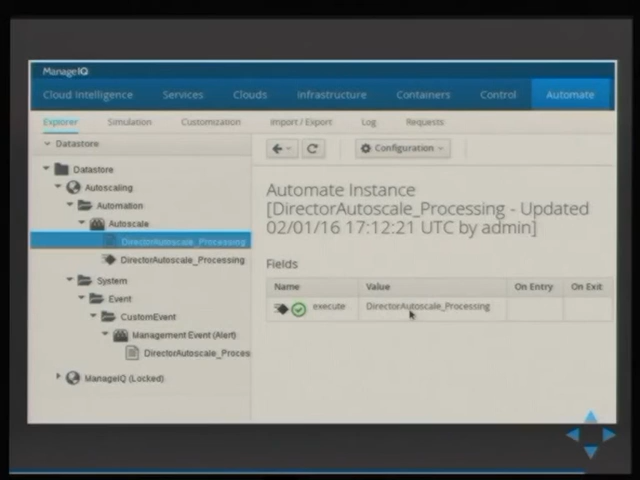 ManageIQ
Cloud Intelligence Services Clouds Infrastructure Containers Control Automate
Explorer Simulation Customization Import / Export Log Requests
Datastore
Configuration
Datastore
Autoscaling
Automation
Autoscale
DirectorAutoscale_Processing
DirectorAutoscale_Processing
System
Event
CustomEvent
Management Event (Alert)
DirectorAutoscale_Proces
ManageIQ (Locked)
Automate Instance
[DirectorAutoscale_Processing - Updated
02/01/16 17:12:21 UTC by admin]
Fields
Name Value On Entry On Exit
execute DirectorAutoscale_Processing